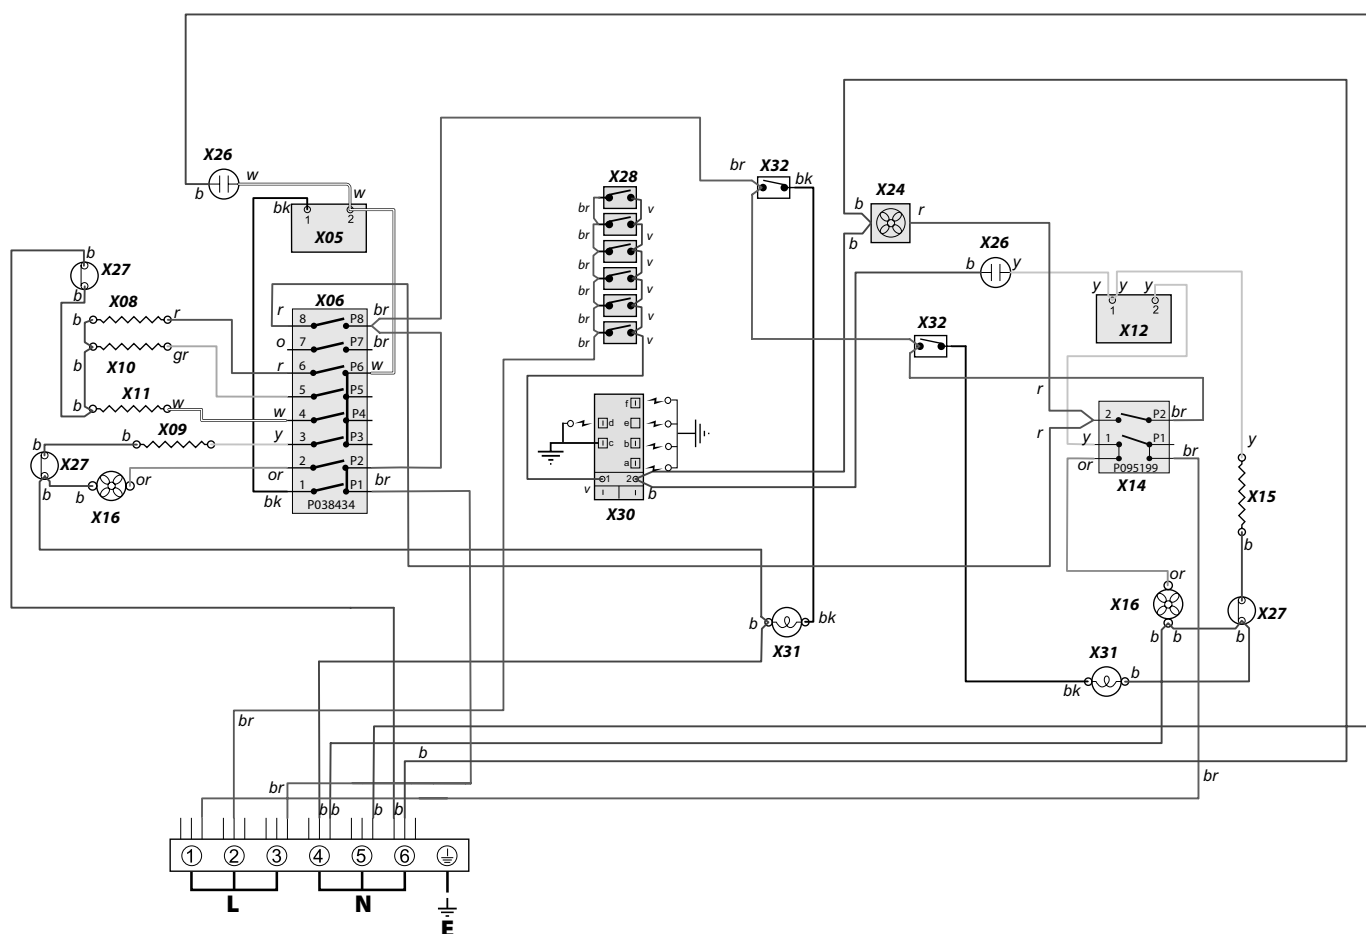 X26
b
w
w
bk
1
2
X05
b
X27
b
X08
b
r
X10
gr
b
X11
b
w
b
X09
b
X27
b
b
X16
or
X06
r
8
P8
br
o
7
P7
br
r
6
P6
w
5
P5
w
4
P4
y
3
P3
2
P2
or
br
1
P1
bk
P038434
X28
br
v
br
v
br
v
br
v
br
v
br
v
f
d
e
c
b
a
1
2
v
b
X30
br
X32
bk
X24
b
r
b
X26
b
y
y
y
y
1
2
X12
X32
r
2
P2
br
r
y
1
P1
br
or
P095199
X14
y
X15
b
or
X16
b
b
X27
b
b
bk
X31
X31
b
bk
br
b
br
br
b
b
b
b
1
2
3
4
5
6
L
N
E